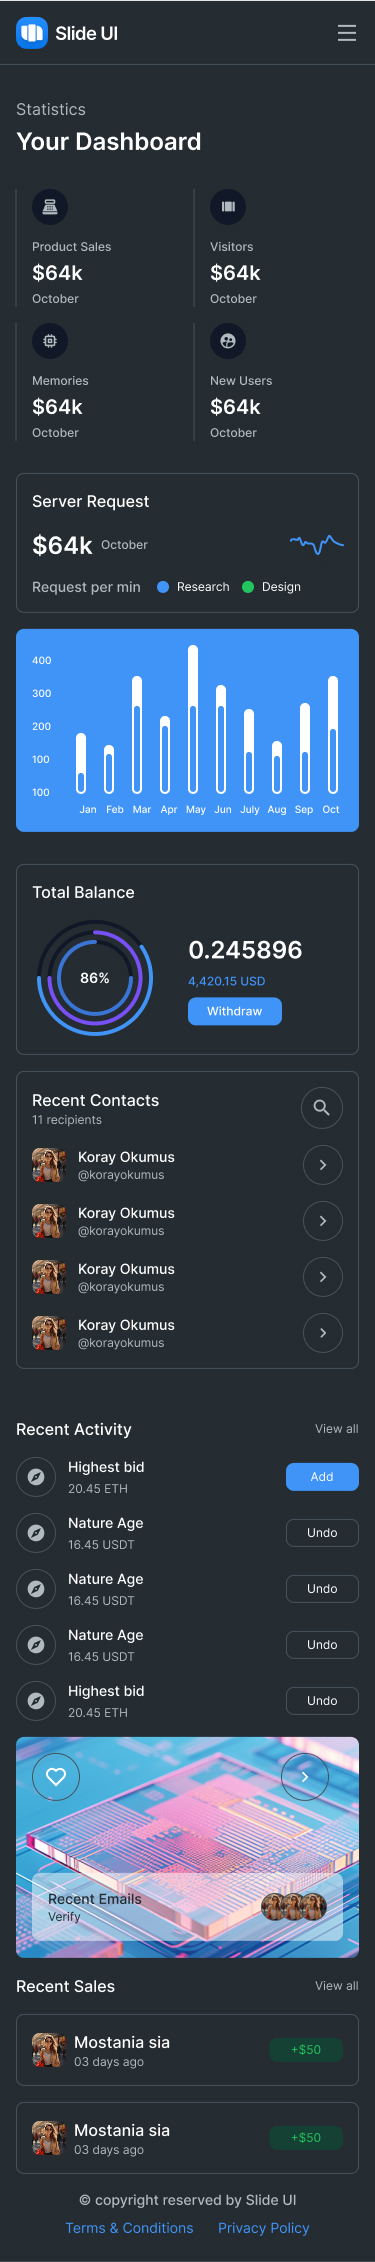 Slide UI
Statistics
Your Dashboard
Product Sales
$64k
October
Visitors
$64k
October
Memories
$64k
October
New Users
$64k
October
Server Request
$64k October
Request per min Research Design
400
300
200
100
100
Jan Feb Mar Apr May Jun July Aug Sep Oct
Total Balance
86%
0.245896
4,420.15 USD
Withdraw
Recent Contacts
11 recipients
Koray Okumus
@korayokumus
Koray Okumus
@korayokumus
Koray Okumus
@korayokumus
Koray Okumus
@korayokumus
Recent Activity View all
Highest bid
20.45 ETH
Add
Nature Age
16.45 USDT
Undo
Nature Age
16.45 USDT
Undo
Nature Age
16.45 USDT
Undo
Highest bid
20.45 ETH
Undo
Recent Emails
Verify
Recent Sales View all
Mostania sia
03 days ago
+$50
Mostania sia
03 days ago
+$50
© copyright reserved by Slide UI
Terms & Conditions Privacy Policy